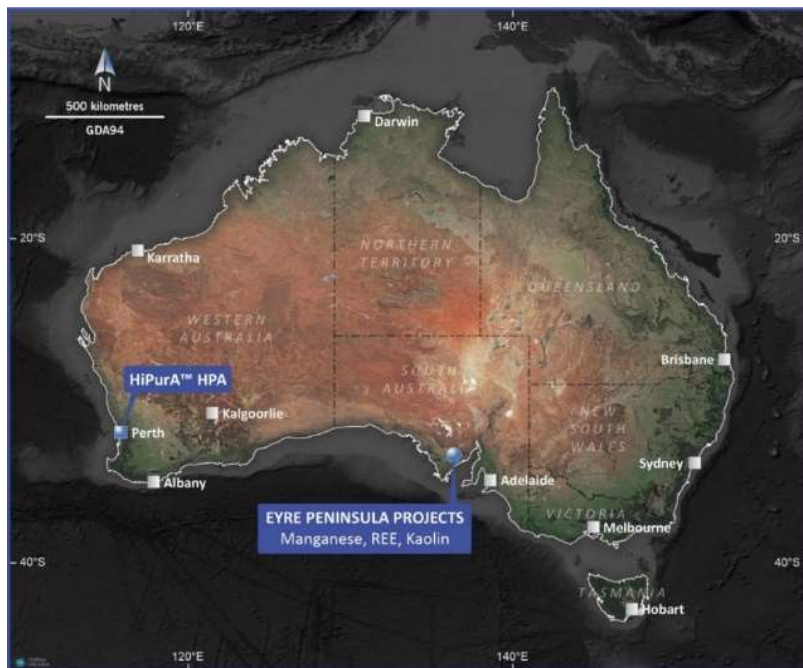 120°E
140°E
N
500 kilometres
GDA94
Darwin
20°S
20°S
Karratha
NORTHERN
TERRITORY
QUEENSLAND
WESTERN
AUSTRALIA
SOUTH
AUSTRALIA
Brisbane
HiPurA™ HPA
Kalgoorlie
Perth
NEW
SOUTH
WALES
Sydney
Albany
Adelaide
EYRE PENINSULA PROJECTS
Manganese, REE, Kaolin
VICTORIA
Melbourne
40°S
40°S
TASMANIA
Hobart
120°E
140°E